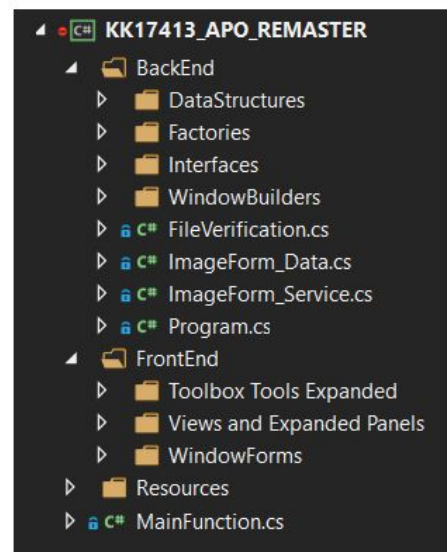 C# KK17413_APO_REMASTER
BackEnd
DataStructures
Factories
Interfaces
WindowBuilders
C# FileVerification.cs
C# ImageForm_Data.cs
C# ImageForm_Service.cs
C# Program.cs
FrontEnd
Toolbox Tools Expanded
Views and Expanded Panels
WindowForms
Resources
C# MainFunction.cs